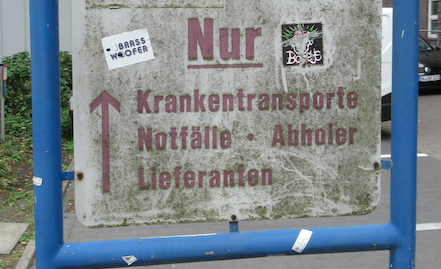 BRASS
WOOFER
Nur
Krankentransporte
Notfälle · Abholer
Lieferanten